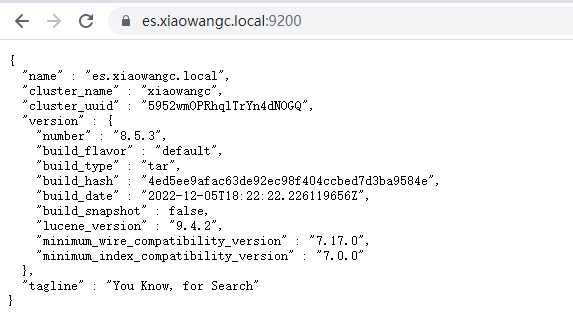 es.xiaowangc.local:9200
{
  "name" : "es.xiaowangc.local",
  "cluster_name" : "xiaowangc",
  "cluster_uuid" : "5952wmOPRhqlTrYn4dNOGQ",
  "version" : {
    "number" : "8.5.3",
    "build_flavor" : "default",
    "build_type" : "tar",
    "build_hash" : "4ed5ee9afac63de92ec98f404ccbed7d3ba9584e",
    "build_date" : "2022-12-05T18:22:22.226119656Z",
    "build_snapshot" : false,
    "lucene_version" : "9.4.2",
    "minimum_wire_compatibility_version" : "7.17.0",
    "minimum_index_compatibility_version" : "7.0.0"
  },
  "tagline" : "You Know, for Search"
}